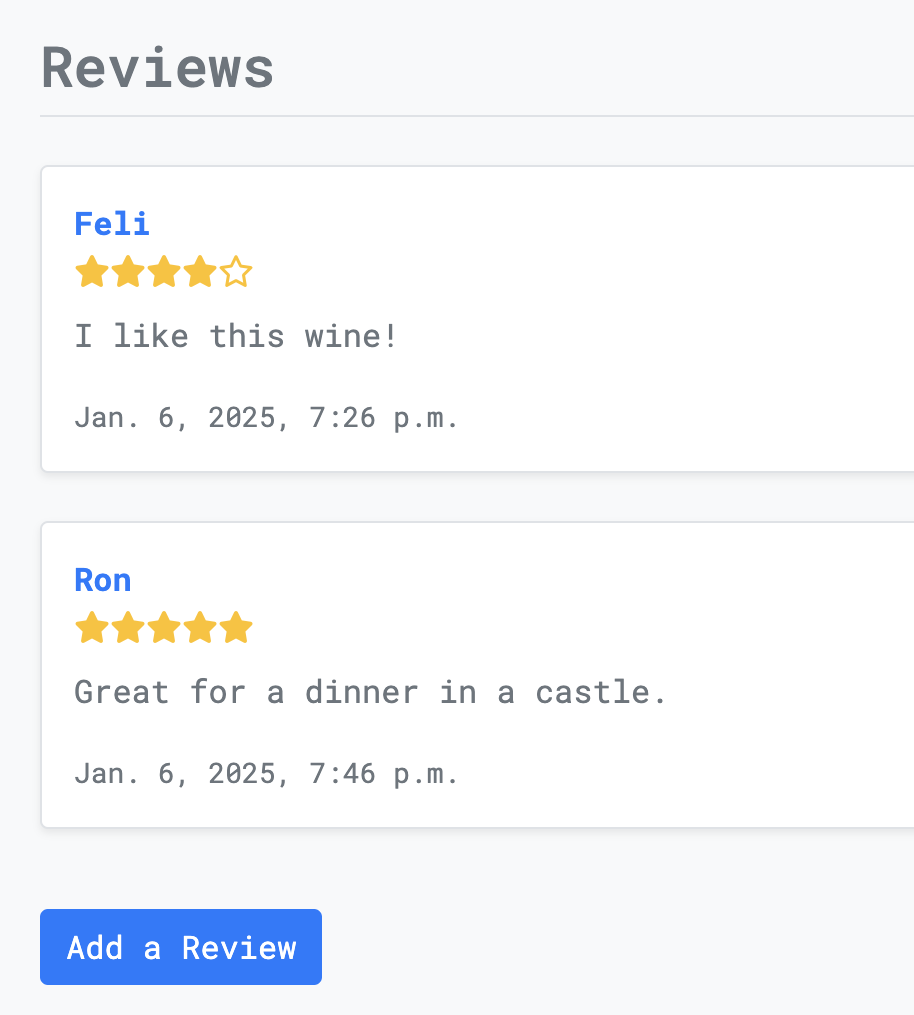 Reviews
Feli
I like this wine!
Jan. 6, 2025, 7:26 p.m.
Ron
Great for a dinner in a castle.
Jan. 6, 2025, 7:46 p.m.
Add a Review